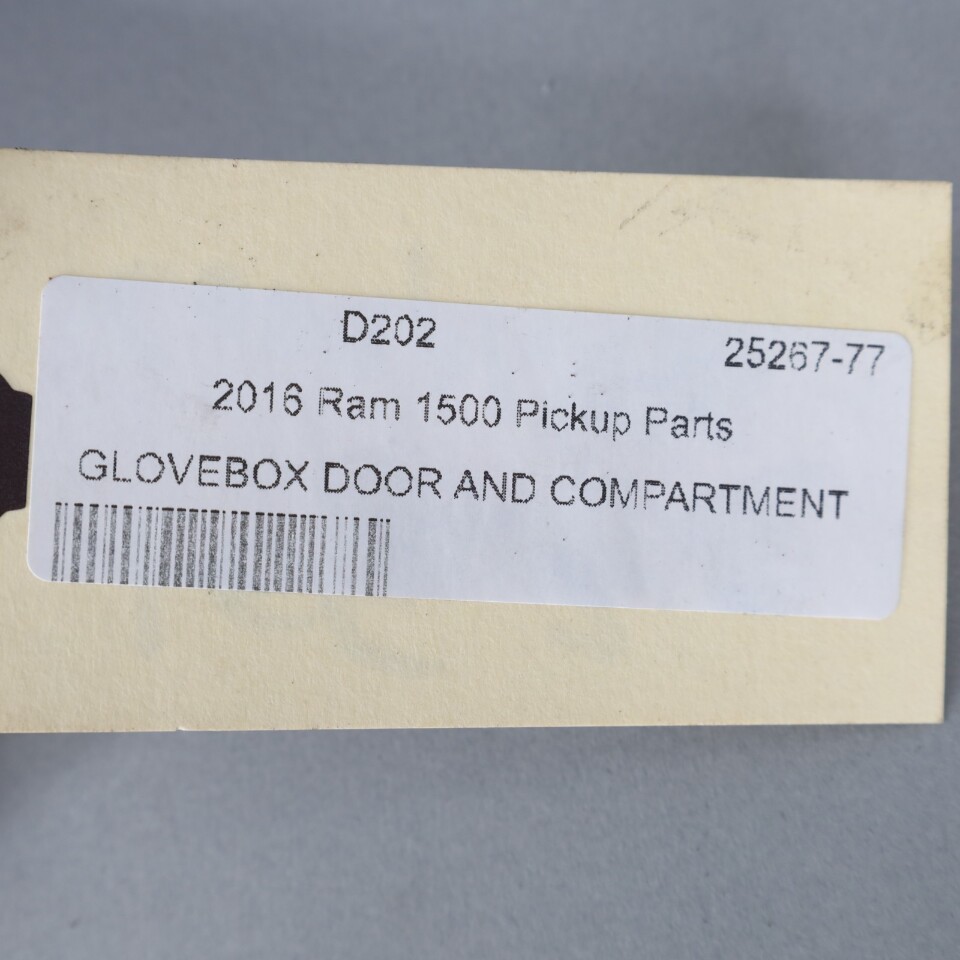 D202 25267-77
2016 Ram 1500 Pickup Parts
GLOVEBOX DOOR AND COMPARTMENT